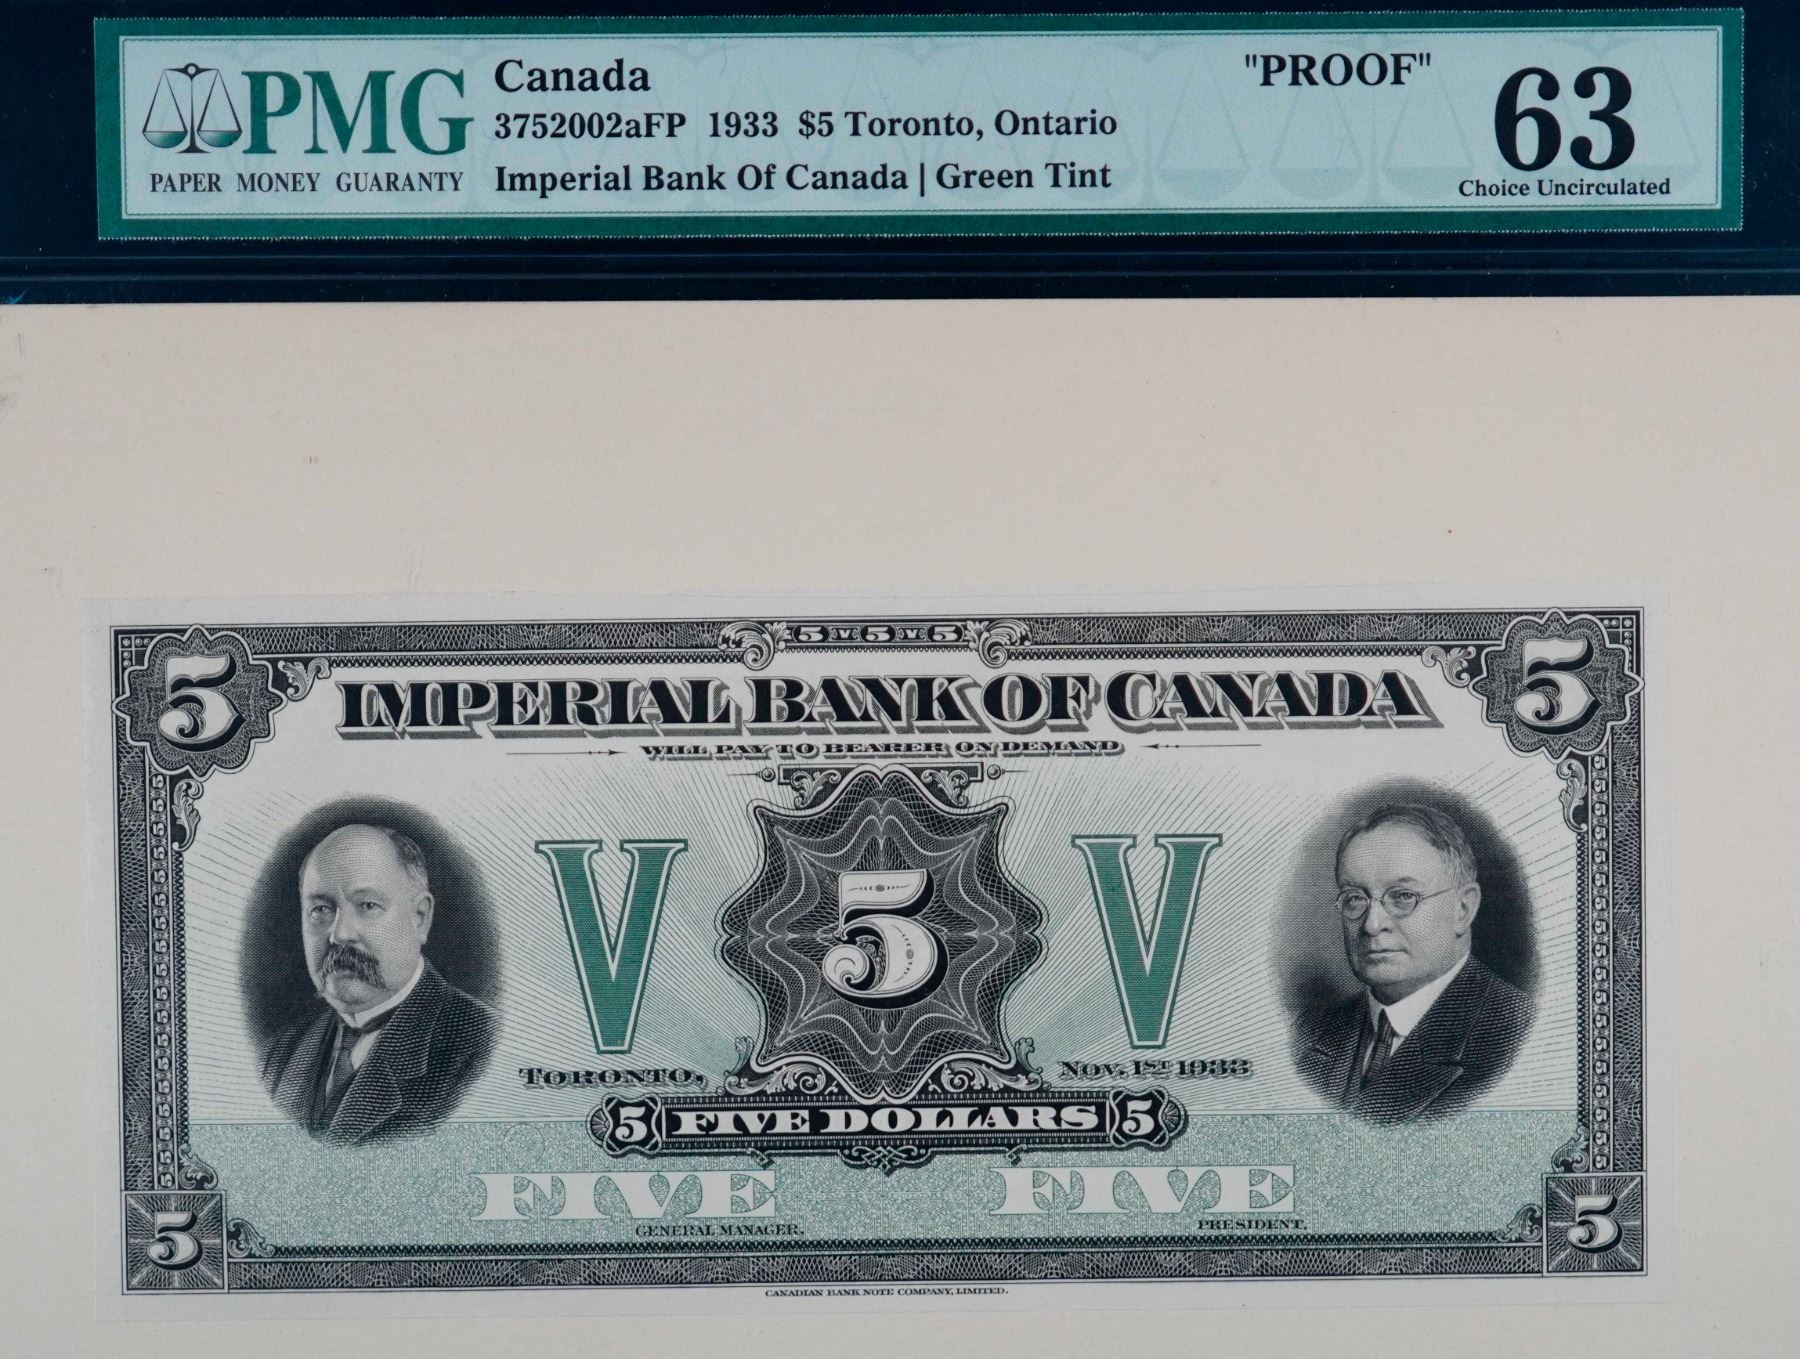 PMG
PAPER MONEY GUARANTY
Canada
3752002aFP 1933 $5 Toronto, Ontario
Imperial Bank Of Canada | Green Tint
"PROOF"
63
Choice Uncirculated
5 V 5 V 5
5 5
IMPERIAL BANK OF CANADA
WILL PAY TO BEARER ON DEMAND
V 5 V
TORONTO, NOV. 1ST 1933
5 FIVE DOLLARS 5
FIVE FIVE
GENERAL MANAGER. PRESIDENT.
5 5
CANADIAN BANK NOTE COMPANY, LIMITED.